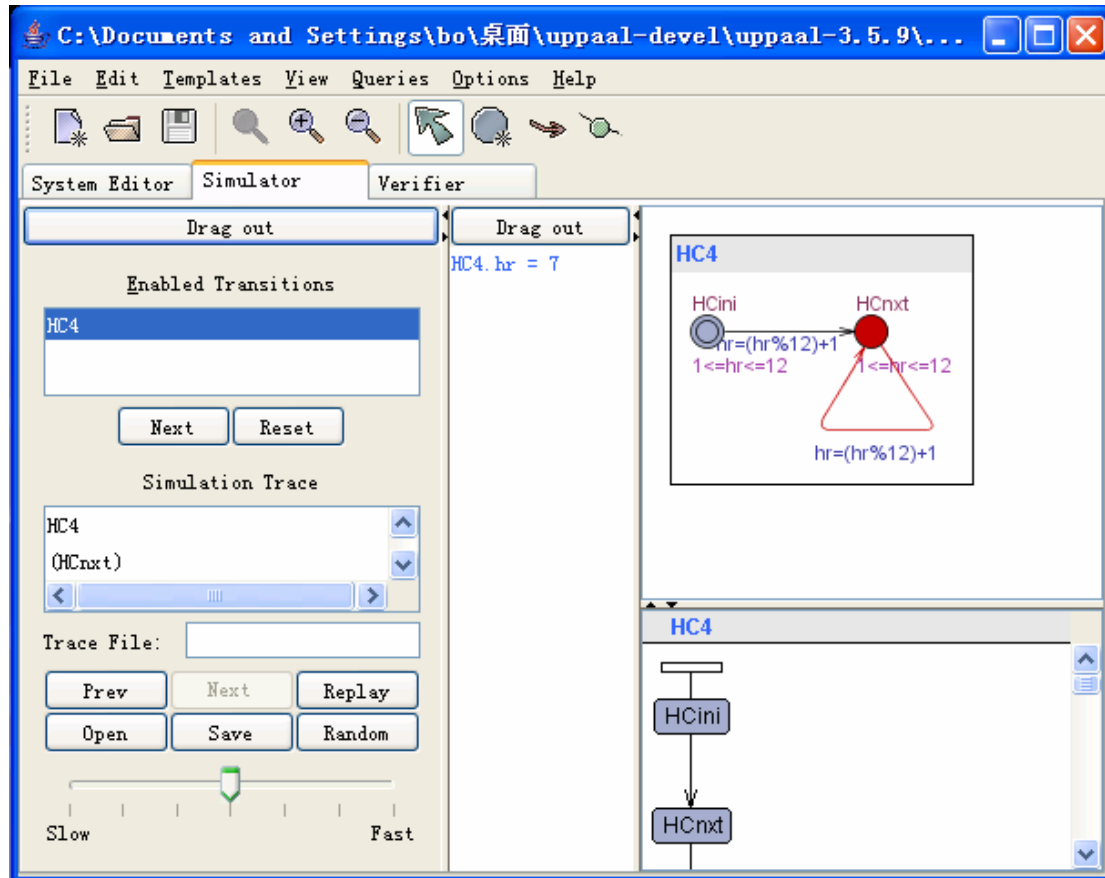 C:\Documents and Settings\bo\桌面\uppaal-devel\uppaal-3.5.9\...
File Edit Templates View Queries Options Help
System Editor Simulator Verifier
Drag out
Enabled Transitions
HC4
Next Reset
Simulation Trace
HC4
(HCnxt)
Trace File:
Prev Next Replay
Open Save Random
Slow Fast
Drag out
HC4.hr = 7
HC4
HCini HCnxt
hr=(hr%12)+1
1<=hr<=12 1<=hr<=12
hr=(hr%12)+1
HC4
HCini
HCnxt